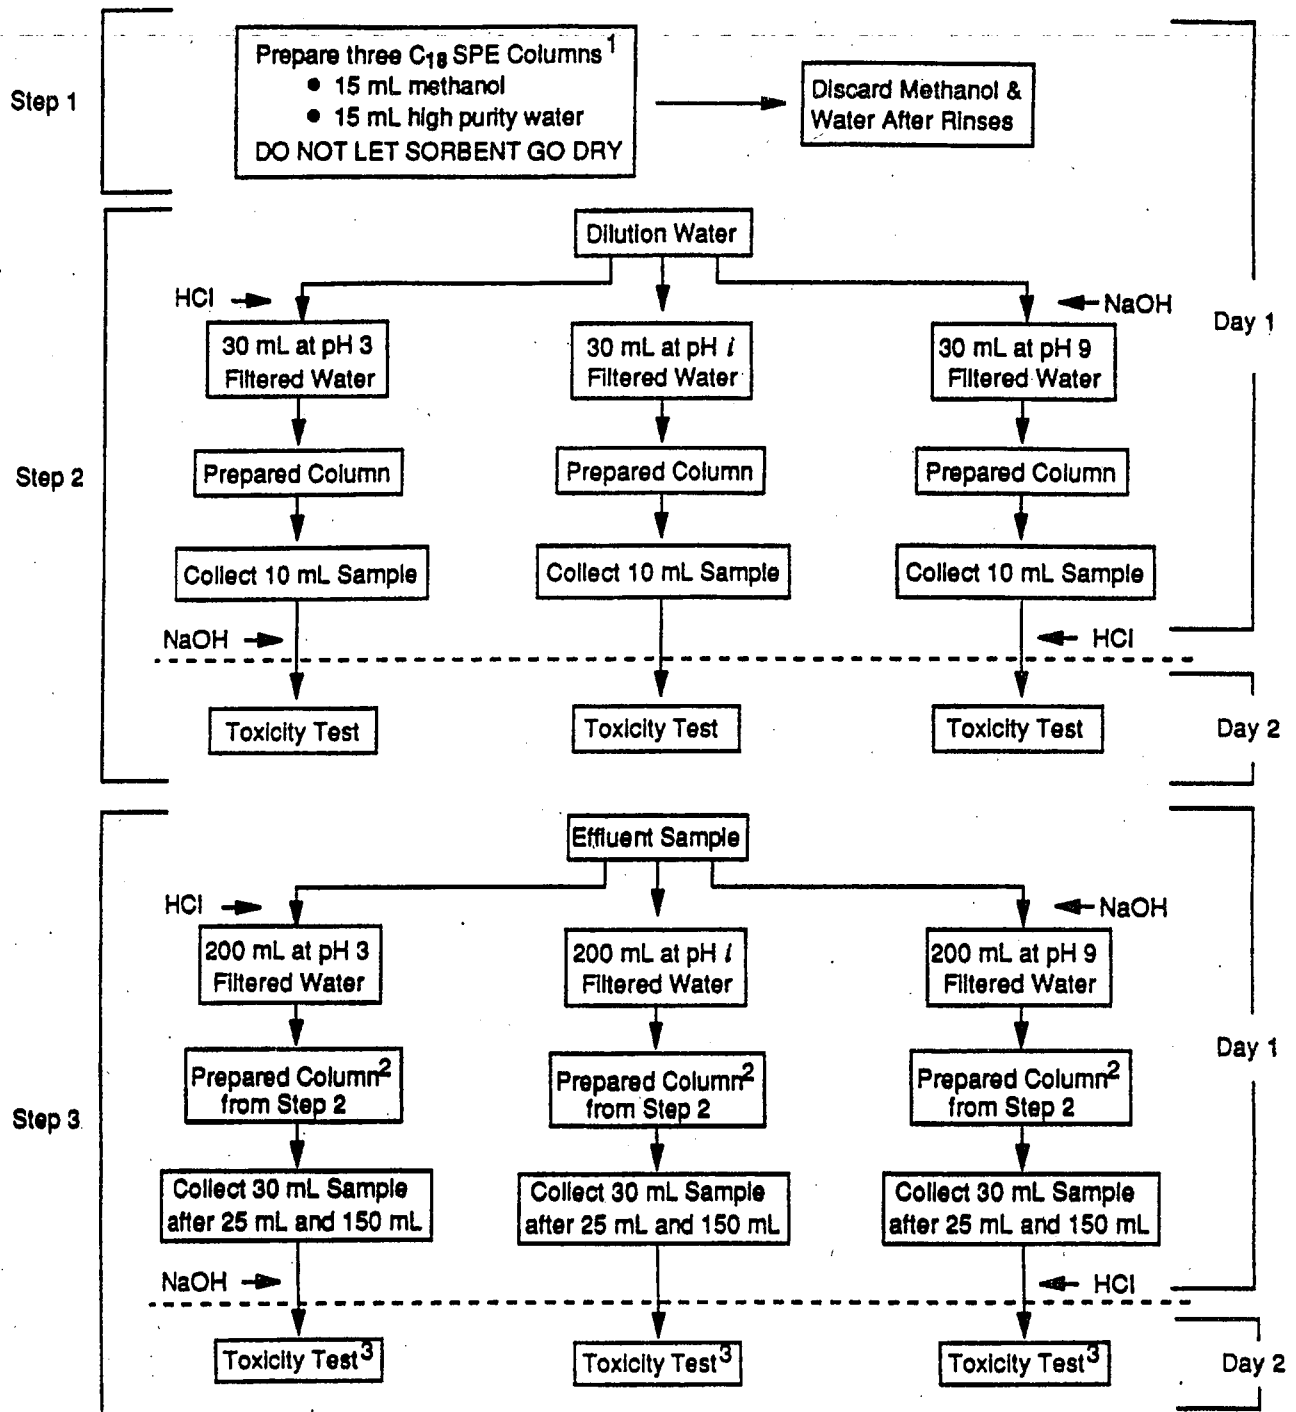 Step 1
Prepare three C18 SPE Columns1
• 15 mL methanol
• 15 mL high purity water
DO NOT LET SORBENT GO DRY
Discard Methanol &
Water After Rinses
Step 2
Day 1
Dilution Water
HCl
NaOH
30 mL at pH 3
Filtered Water
30 mL at pH i
Filtered Water
30 mL at pH 9
Filtered Water
Prepared Column
Prepared Column
Prepared Column
Collect 10 mL Sample
Collect 10 mL Sample
Collect 10 mL Sample
NaOH
HCl
Toxicity Test
Toxicity Test
Toxicity Test
Day 2
Step 3
Effluent Sample
HCl
NaOH
200 mL at pH 3
Filtered Water
200 mL at pH i
Filtered Water
200 mL at pH 9
Filtered Water
Day 1
Prepared Column2
from Step 2
Prepared Column2
from Step 2
Prepared Column2
from Step 2
Collect 30 mL Sample
after 25 mL and 150 mL
Collect 30 mL Sample
after 25 mL and 150 mL
Collect 30 mL Sample
after 25 mL and 150 mL
NaOH
HCl
Toxicity Test3
Toxicity Test3
Toxicity Test3
Day 2